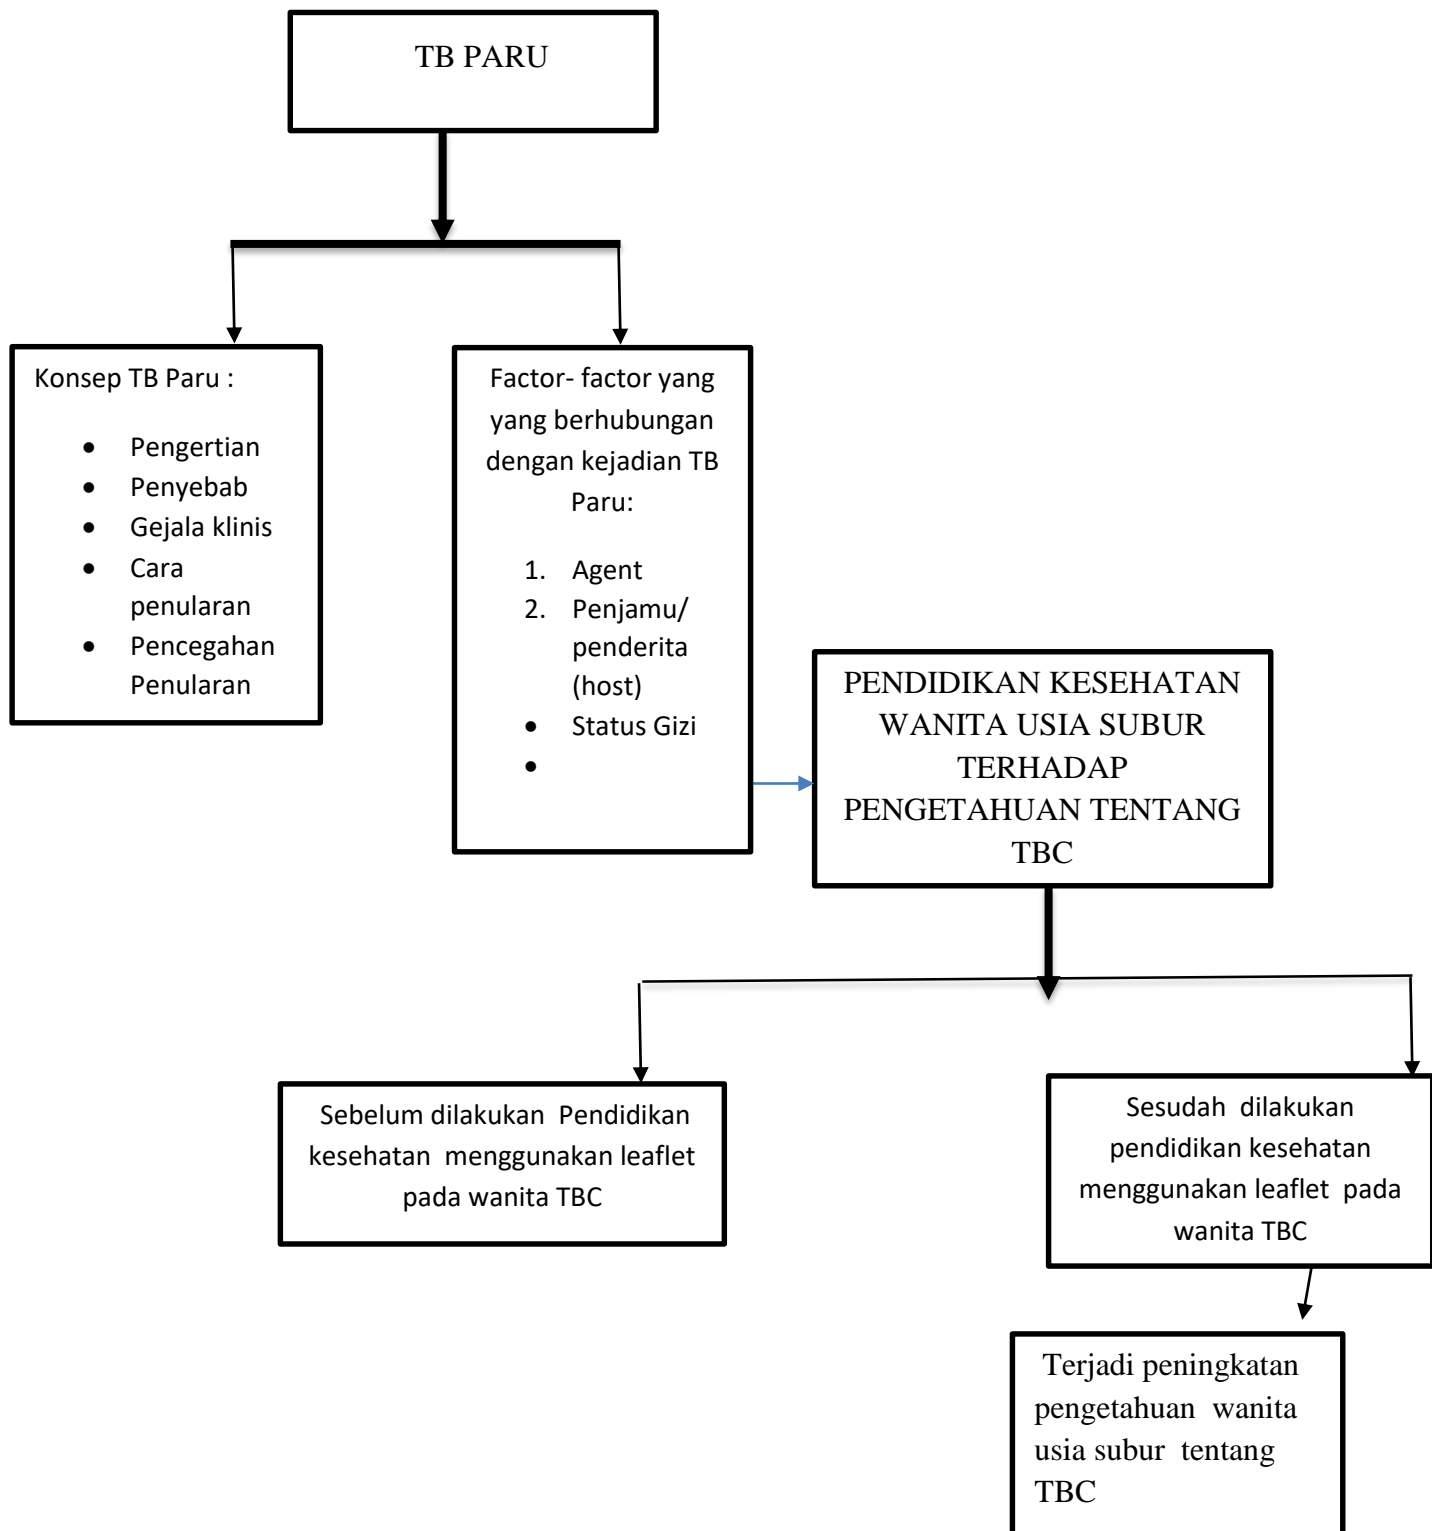 TB PARU
Konsep TB Paru :
• Pengertian
• Penyebab
• Gejala klinis
• Cara
penularan
• Pencegahan
Penularan
Factor- factor yang
yang berhubungan
dengan kejadian TB
Paru:
1. Agent
2. Penjamu/
penderita
(host)
• Status Gizi
•
PENDIDIKAN KESEHATAN
WANITA USIA SUBUR
TERHADAP
PENGETAHUAN TENTANG
TBC
Sebelum dilakukan Pendidikan
kesehatan menggunakan leaflet
pada wanita TBC
Sesudah dilakukan
pendidikan kesehatan
menggunakan leaflet pada
wanita TBC
Terjadi peningkatan
pengetahuan wanita
usia subur tentang
TBC